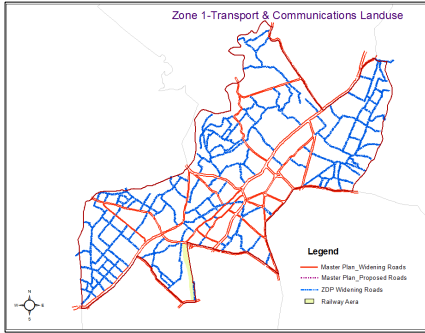 Zone 1-Transport & Communications Landuse
Legend
Master Plan_Widening Roads
Master Plan_Proposed Roads
ZDP Widening Roads
Railway Aera
N
W E
S